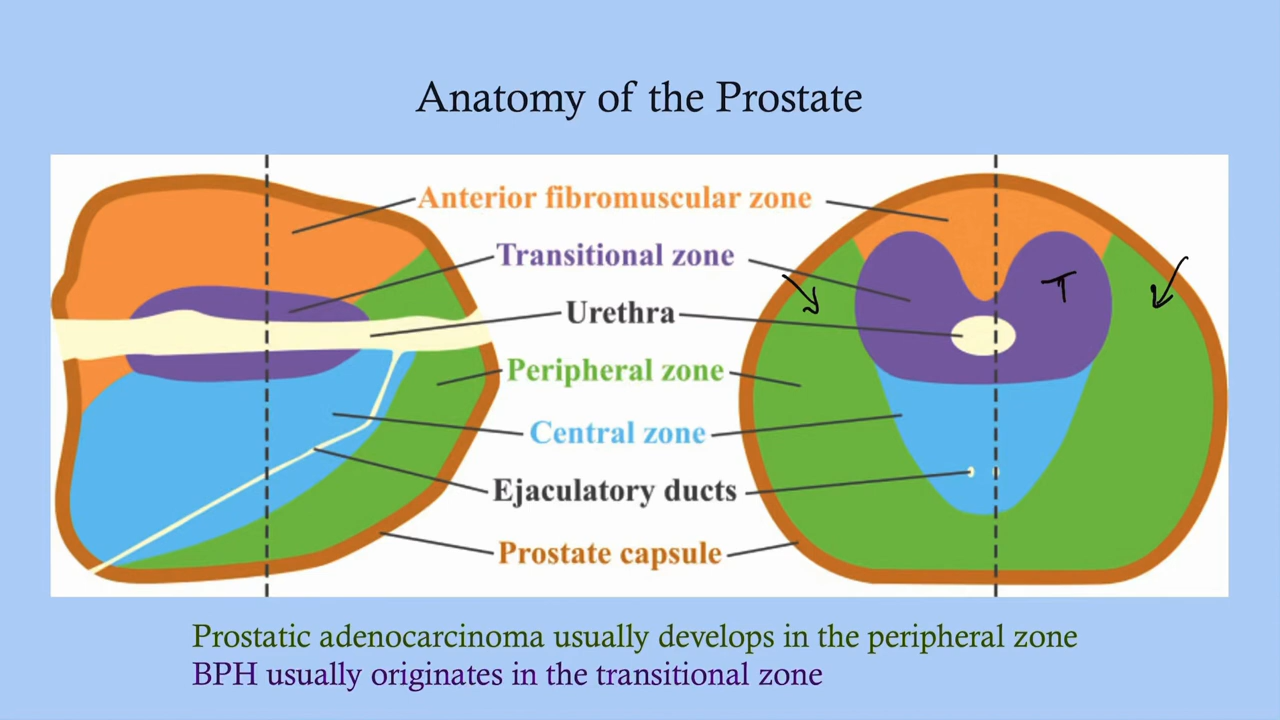 Anatomy of the Prostate
Anterior fibromuscular zone
Transitional zone
T
Urethra
Peripheral zone
Central zone
Ejaculatory ducts
Prostate capsule
Prostatic adenocarcinoma usually develops in the peripheral zone
BPH usually originates in the transitional zone